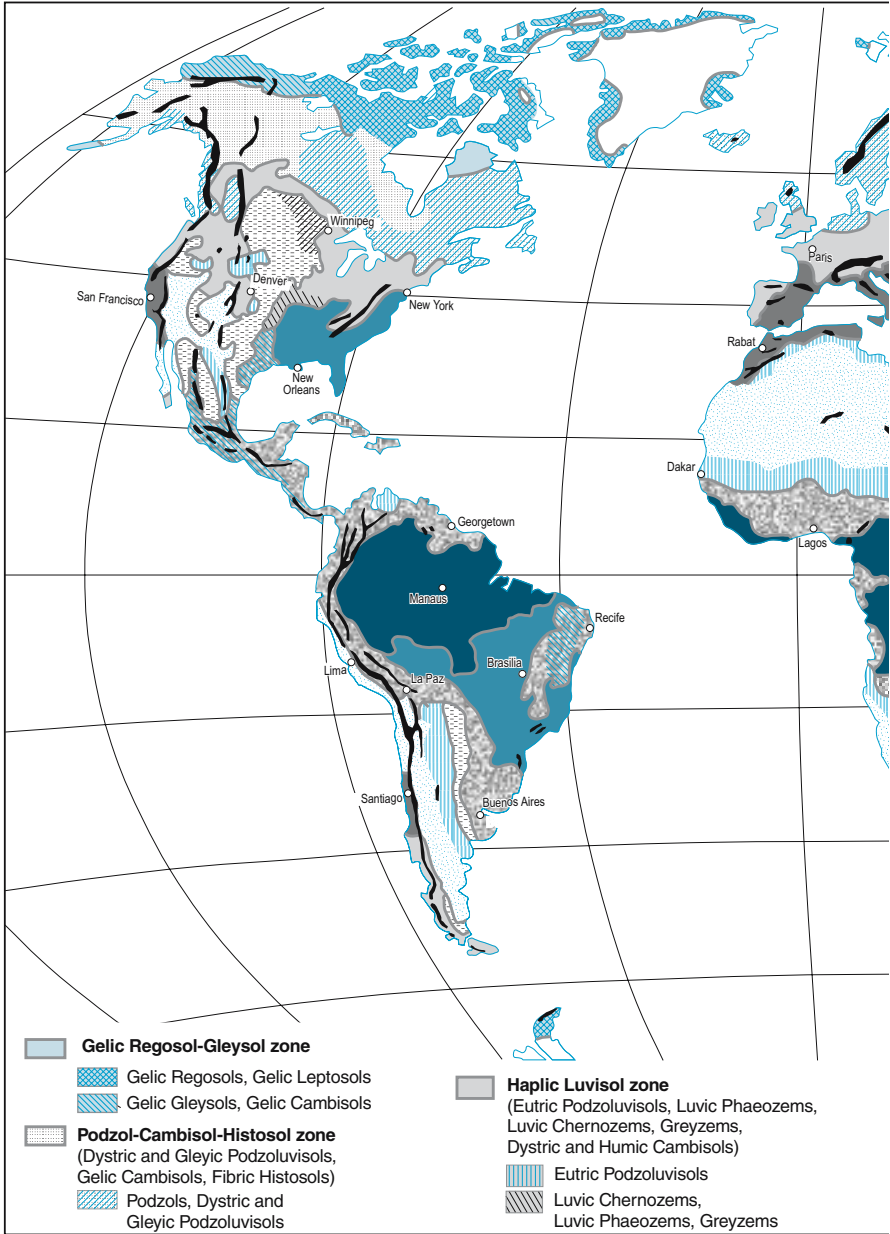 Winnipeg
Paris
Denver
San Francisco
New York
Rabat
New
Orleans
Dakar
Georgetown
Lagos
Manaus
Recife
Brasilia
Lima
La Paz
Santiago
Buenos Aires
Gelic Regosol-Gleysol zone
Gelic Regosols, Gelic Leptosols
Gelic Gleysols, Gelic Cambisols
Podzol-Cambisol-Histosol zone
(Dystric and Gleyic Podzoluvisols,
Gelic Cambisols, Fibric Histosols)
Podzols, Dystric and
Gleyic Podzoluvisols
Haplic Luvisol zone
(Eutric Podzoluvisols, Luvic Phaeozems,
Luvic Chernozems, Greyzems,
Dystric and Humic Cambisols)
Eutric Podzoluvisols
Luvic Chernozems,
Luvic Phaeozems, Greyzems